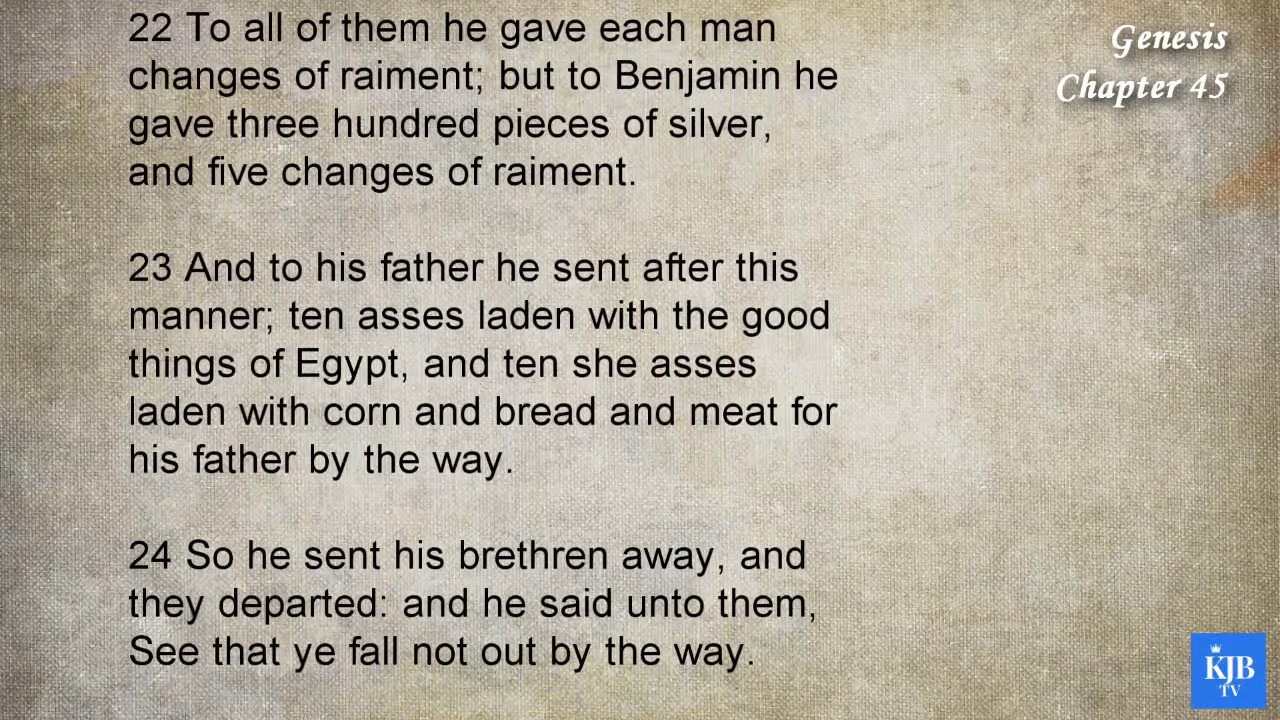 22 To all of them he gave each man
changes of raiment; but to Benjamin he
gave three hundred pieces of silver,
and five changes of raiment.
23 And to his father he sent after this
manner; ten asses laden with the good
things of Egypt, and ten she asses
laden with corn and bread and meat for
his father by the way.
24 So he sent his brethren away, and
they departed: and he said unto them,
See that ye fall not out by the way.
Genesis
Chapter 45
KJB
TV